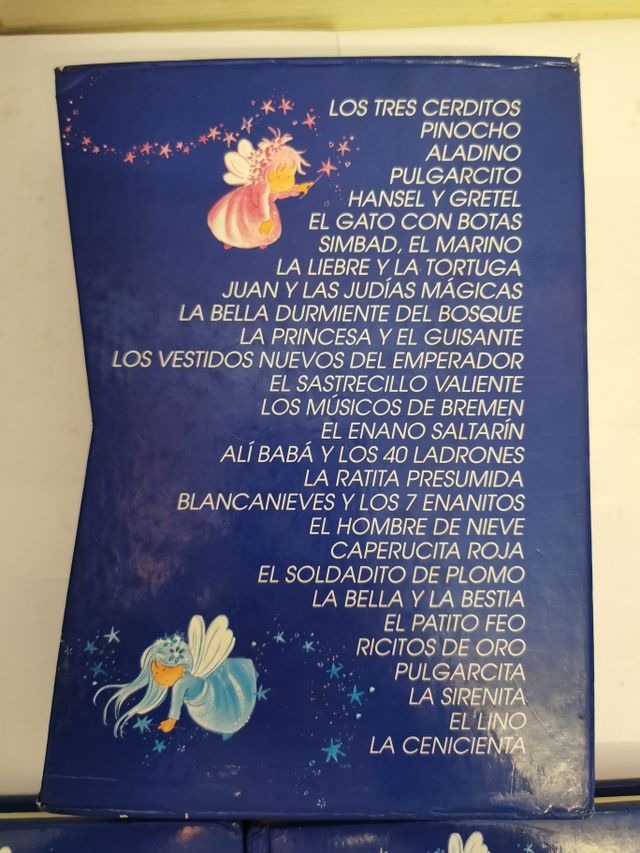 LOS TRES CERDITOS
PINOCHO
ALADINO
PULGARCITO
HANSEL Y GRETEL
EL GATO CON BOTAS
SIMBAD, EL MARINO
LA LIEBRE Y LA TORTUGA
JUAN Y LAS JUDÍAS MÁGICAS
LA BELLA DURMIENTE DEL BOSQUE
LA PRINCESA Y EL GUISANTE
LOS VESTIDOS NUEVOS DEL EMPERADOR
EL SASTRECILLO VALIENTE
LOS MÚSICOS DE BREMEN
EL ENANO SALTARÍN
ALÍ BABÁ Y LOS 40 LADRONES
LA RATITA PRESUMIDA
BLANCANIEVES Y LOS 7 ENANITOS
EL HOMBRE DE NIEVE
CAPERUCITA ROJA
EL SOLDADITO DE PLOMO
LA BELLA Y LA BESTIA
EL PATITO FEO
RICITOS DE ORO
PULGARCITA
LA SIRENITA
EL LINO
LA CENICIENTA